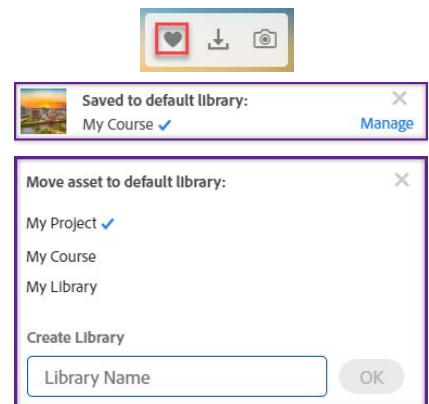 Saved to default library:
My Course
Manage
Move asset to default library:
My Project
My Course
My Library
Create Library
Library Name
OK